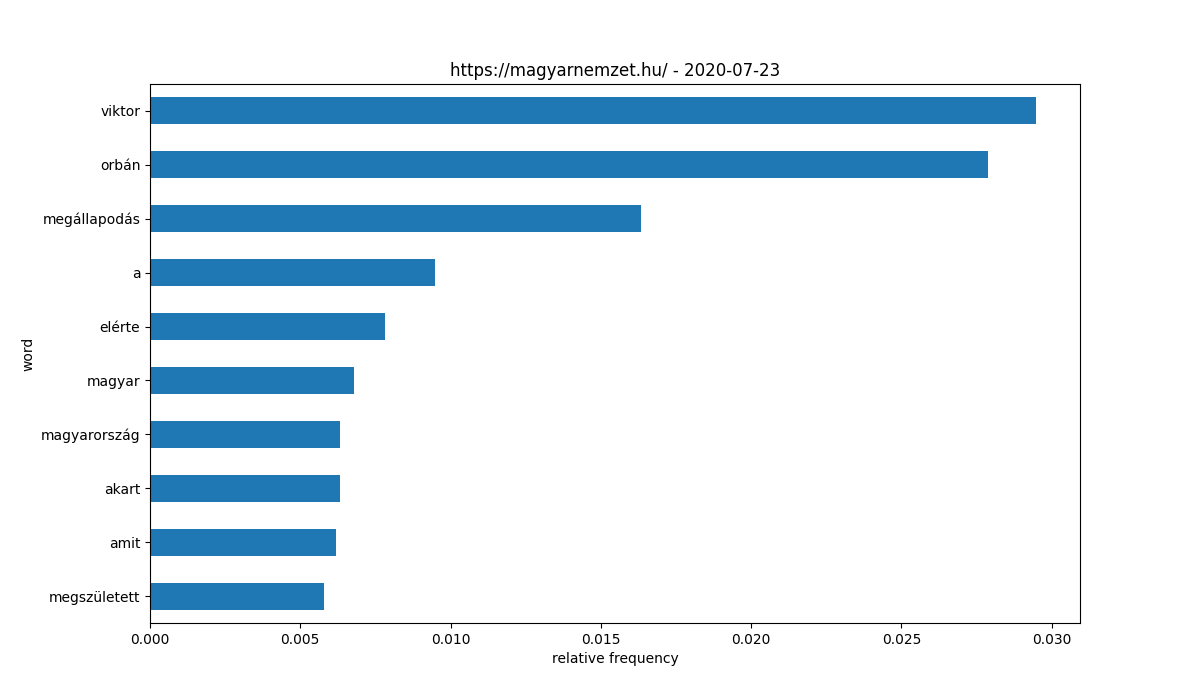 https://magyarnemzet.hu/ - 2020-07-23
viktor
orbán
megállapodás
a
elérte
magyar
magyarország
akart
amit
megszületett
word
0.000 0.005 0.010 0.015 0.020 0.025 0.030
relative frequency